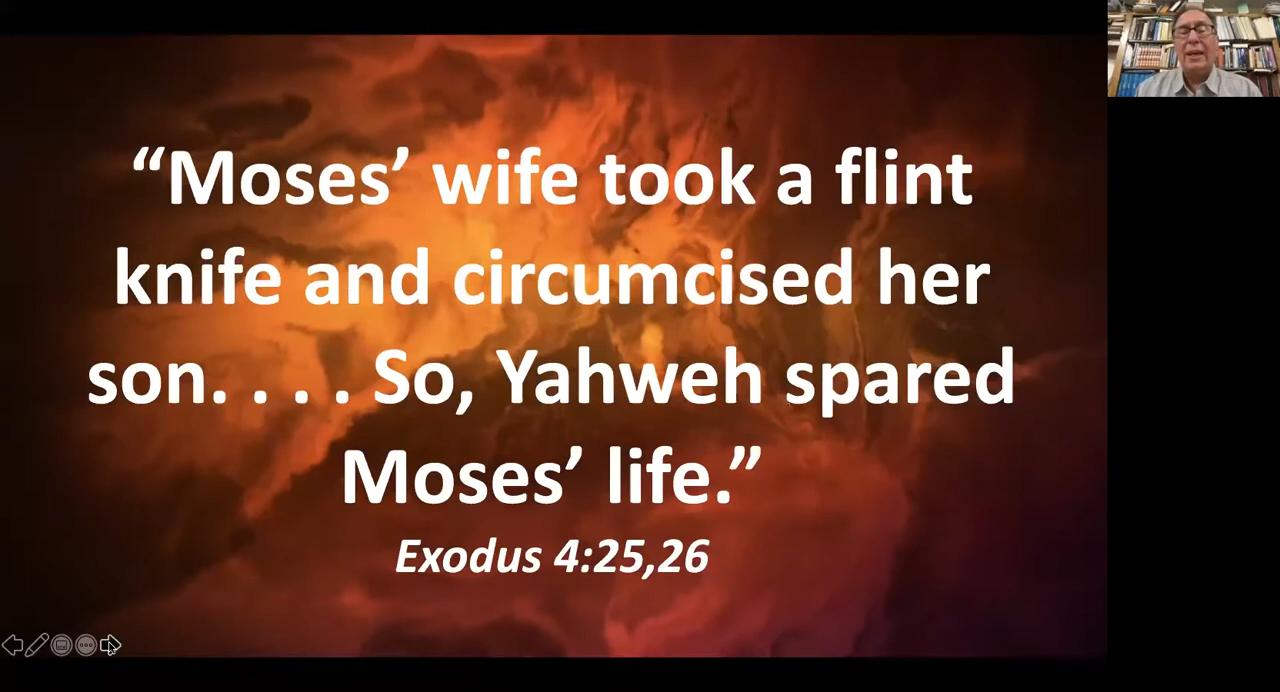 “Moses’ wife took a flint
knife and circumcised her
son. . . . So, Yahweh spared
Moses’ life.”
Exodus 4:25,26